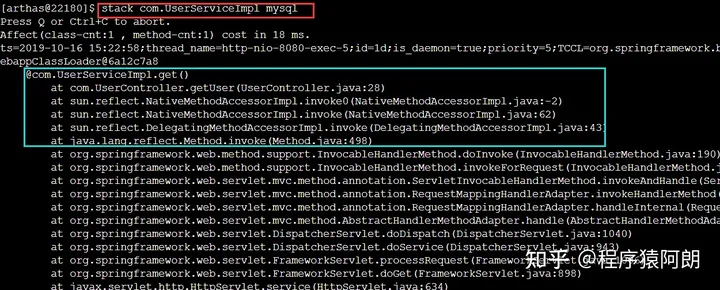 [arthas@22180]$ stack com.UserServiceImpl mysql
Press Q or Ctrl+C to abort.
Affect(class-cnt:1 , method-cnt:1) cost in 18 ms.
ts=2019-10-16 15:22:58;thread_name=http-nio-8080-exec-5;id=1d;is_daemon=true;priority=5;TCCL=org.springframework.b
ebappClassLoader@6a12c7a8
@com.UserServiceImpl.get()
at com.UserController.getUser(UserController.java:28)
at sun.reflect.NativeMethodAccessorImpl.invoke0(NativeMethodAccessorImpl.java:-2)
at sun.reflect.NativeMethodAccessorImpl.invoke(NativeMethodAccessorImpl.java:62)
at sun.reflect.DelegatingMethodAccessorImpl.invoke(DelegatingMethodAccessorImpl.java:43)
at java.lang.reflect.Method.invoke(Method.java:498)
at org.springframework.web.method.support.InvocableHandlerMethod.doInvoke(InvocableHandlerMethod.java:190)
at org.springframework.web.method.support.InvocableHandlerMethod.invokeForRequest(InvocableHandlerMethod.j
at org.springframework.web.servlet.mvc.method.annotation.ServletInvocableHandlerMethod.invokeAndHandle(Ser
at org.springframework.web.servlet.mvc.method.annotation.RequestMappingHandlerAdapter.invokeHandlerMethod(
at org.springframework.web.servlet.mvc.method.annotation.RequestMappingHandlerAdapter.handleInternal(Reque
at org.springframework.web.servlet.mvc.method.AbstractHandlerMethodAdapter.handle(AbstractHandlerMethodAda
at org.springframework.web.servlet.DispatcherServlet.doDispatch(DispatcherServlet.java:1040)
at org.springframework.web.servlet.DispatcherServlet.doService(DispatcherServlet.java:943)
at org.springframework.web.servlet.FrameworkServlet.processRequest(Framework
at org.springframework.web.servlet.FrameworkServlet.doGet(FrameworkServlet.java:898)
at javax.servlet.http.HttpServlet.service(HttpServlet.java:634)
知乎 @程序猿阿朗